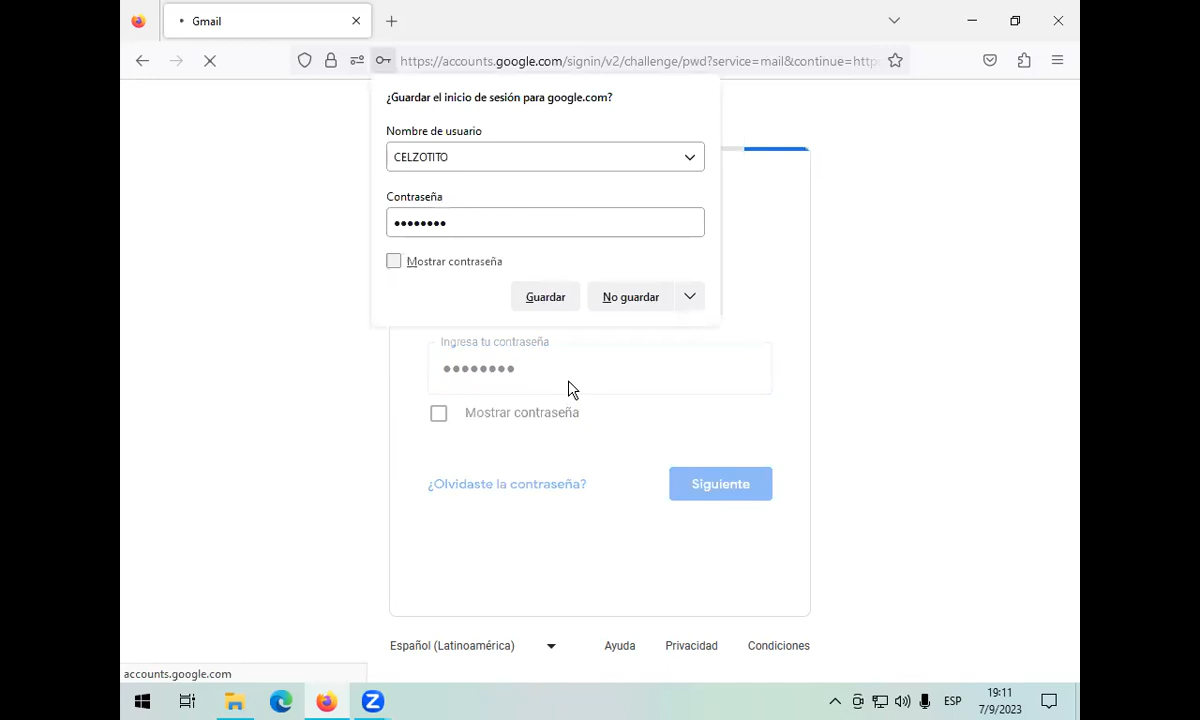 Gmail
https://accounts.google.com/signin/v2/challenge/pwd?service=mail&continue=http
¿Guardar el inicio de sesión para google.com?
Nombre de usuario
CELZOTITO
Contraseña
••••••••
Mostrar contraseña
Guardar
No guardar
Ingresa tu contraseña
••••••••
Mostrar contraseña
¿Olvidaste la contraseña?
Siguiente
Español (Latinoamérica)
Ayuda
Privacidad
Condiciones
accounts.google.com
Z
ESP
19:11
7/9/2023